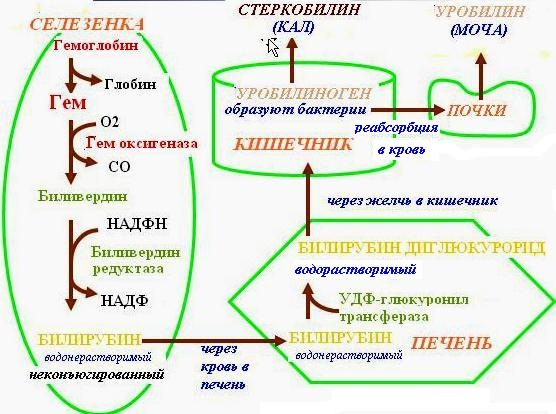 СЕЛЕЗЕНКА
Гемоглобин
Глобин
Гем
О2
Гем оксигеназа
СО
Биливердин
НАДФН
Биливердин
редуктаза
НАДФ
БИЛИРУБИН
водонерастворимый
неконъюгированный
через
кровь в
печень
СТЕРКОБИЛИН
(КАЛ)
УРОБИЛИНОГЕН
образуют бактерии
КИШЕЧНИК
УРОБИЛИН
(МОЧА)
ПОЧКИ
реабсорбция
в кровь
через желчь в кишечник
БИЛИРУБИН ДИГЛЮКУРОРИД
водорастворимый
УДФ-глюкуронил
трансфераза
БИЛИРУБИН
водонерастворимый
ПЕЧЕНЬ